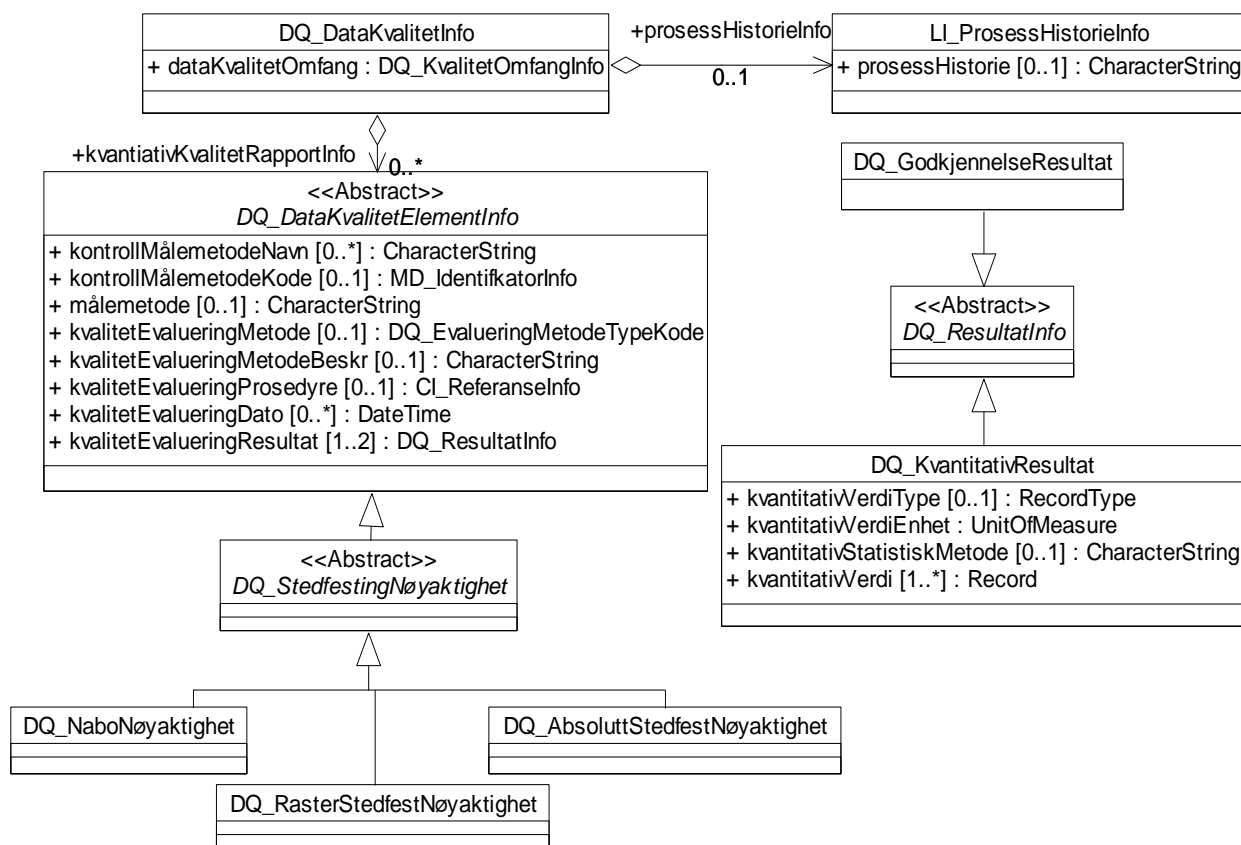 DQ_DataKvalitetInfo
+ dataKvalitetOmfang : DQ_KvalitetOmfangInfo
+prosessHistorieInfo
0..1
LI_ProsessHistorieInfo
+ prosessHistorie [0..1] : CharacterString
+kvantiativKvalitetRapportInfo
0..*
<<Abstract>>
DQ_DataKvalitetElementInfo
+ kontrollMålemetodeNavn [0..*] : CharacterString
+ kontrollMålemetodeKode [0..1] : MD_IdentifkatorInfo
+ målemetode [0..1] : CharacterString
+ kvalitetEvalueringMetode [0..1] : DQ_EvalueringMetodeTypeKode
+ kvalitetEvalueringMetodeBeskr [0..1] : CharacterString
+ kvalitetEvalueringProsedyre [0..1] : CI_ReferanseInfo
+ kvalitetEvalueringDato [0..*] : DateTime
+ kvalitetEvalueringResultat [1..2] : DQ_ResultatInfo
DQ_GodkjennelseResultat
<<Abstract>>
DQ_ResultatInfo
DQ_KvantitativResultat
+ kvantitativVerdiType [0..1] : RecordType
+ kvantitativVerdiEnhet : UnitOfMeasure
+ kvantitativStatistiskMetode [0..1] : CharacterString
+ kvantitativVerdi [1..*] : Record
<<Abstract>>
DQ_StedfestingNøyaktighet
DQ_NaboNøyaktighet
DQ_AbsoluttStedfestNøyaktighet
DQ_RasterStedfestNøyaktighet